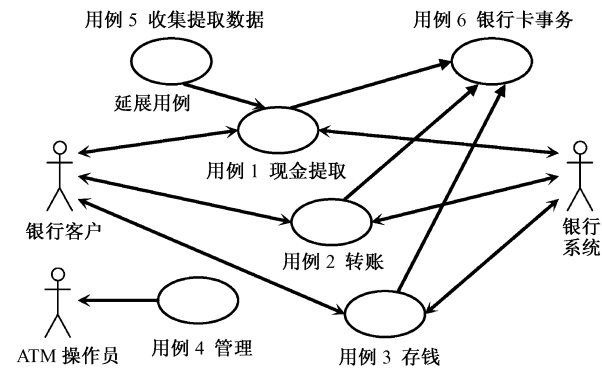 用例 5 收集提取数据
用例 6 银行卡事务
延展用例
用例 1 现金提取
银行客户
银行
系统
用例 2 转账
ATM 操作员
用例 4 管理
用例 3 存钱